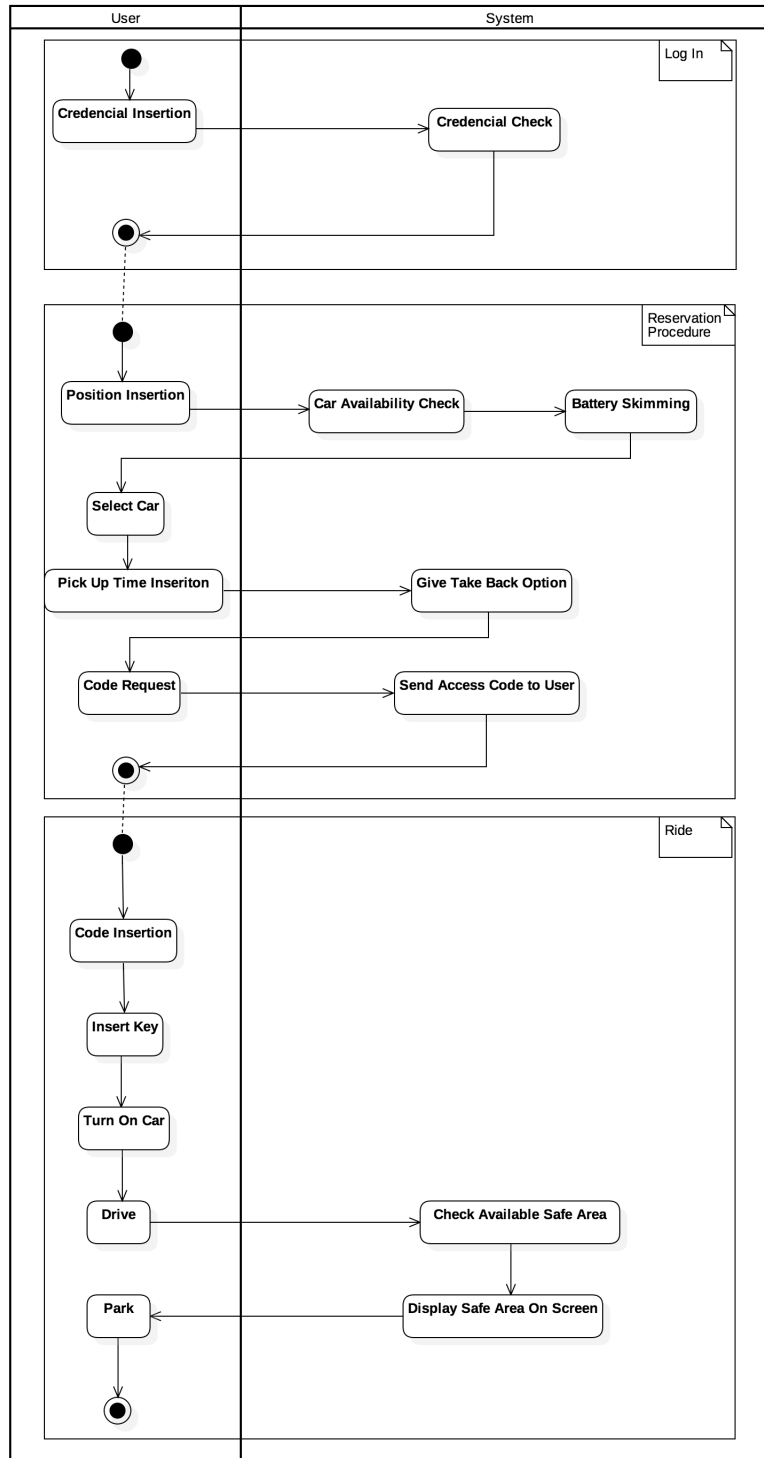 User
System
Log In
Credencial Insertion
Credencial Check
Reservation
Procedure
Position Insertion
Car Availability Check
Battery Skimming
Select Car
Pick Up Time Inseriton
Give Take Back Option
Code Request
Send Access Code to User
Ride
Code Insertion
Insert Key
Turn On Car
Drive
Check Available Safe Area
Park
Display Safe Area On Screen